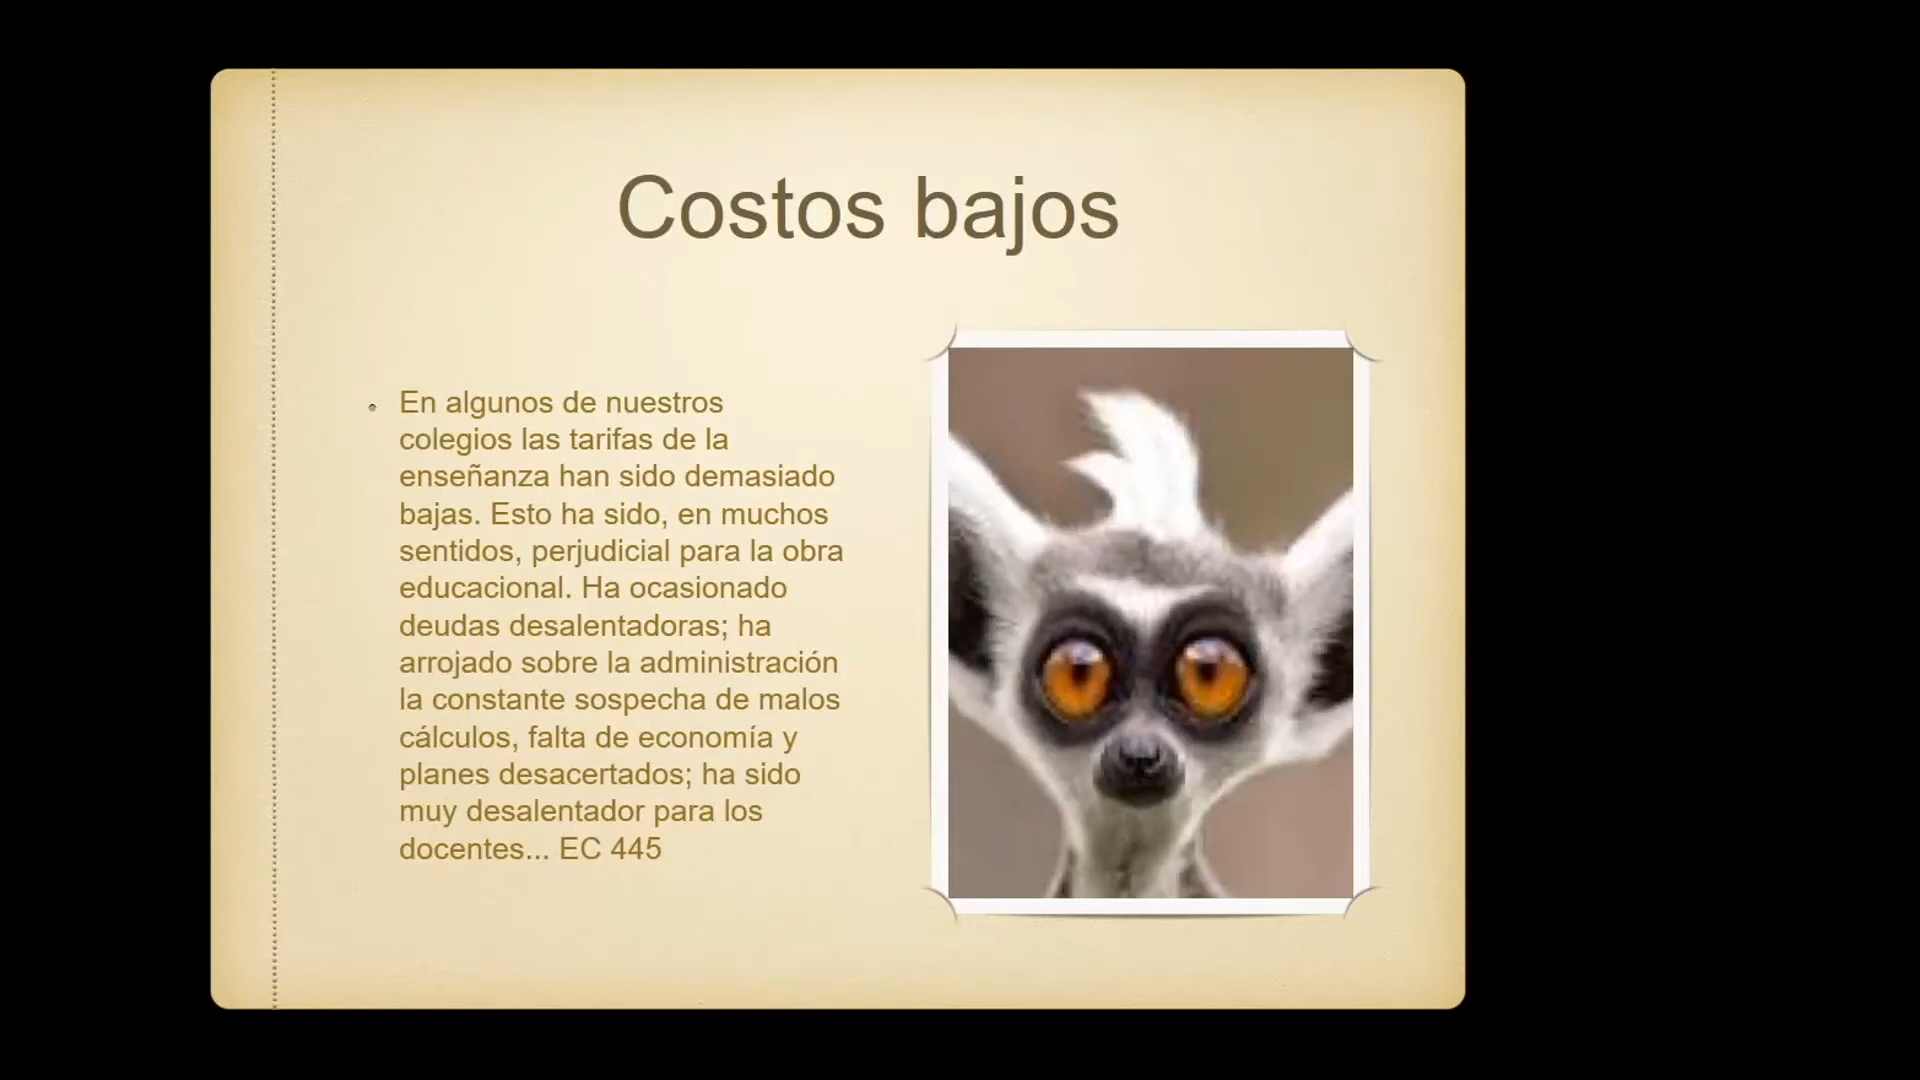 Costos bajos
En algunos de nuestros
colegios las tarifas de la
enseñanza han sido demasiado
bajas. Esto ha sido, en muchos
sentidos, perjudicial para la obra
educacional. Ha ocasionado
deudas desalentadoras; ha
arrojado sobre la administración
la constante sospecha de malos
cálculos, falta de economía y
planes desacertados; ha sido
muy desalentador para los
docentes... EC 445